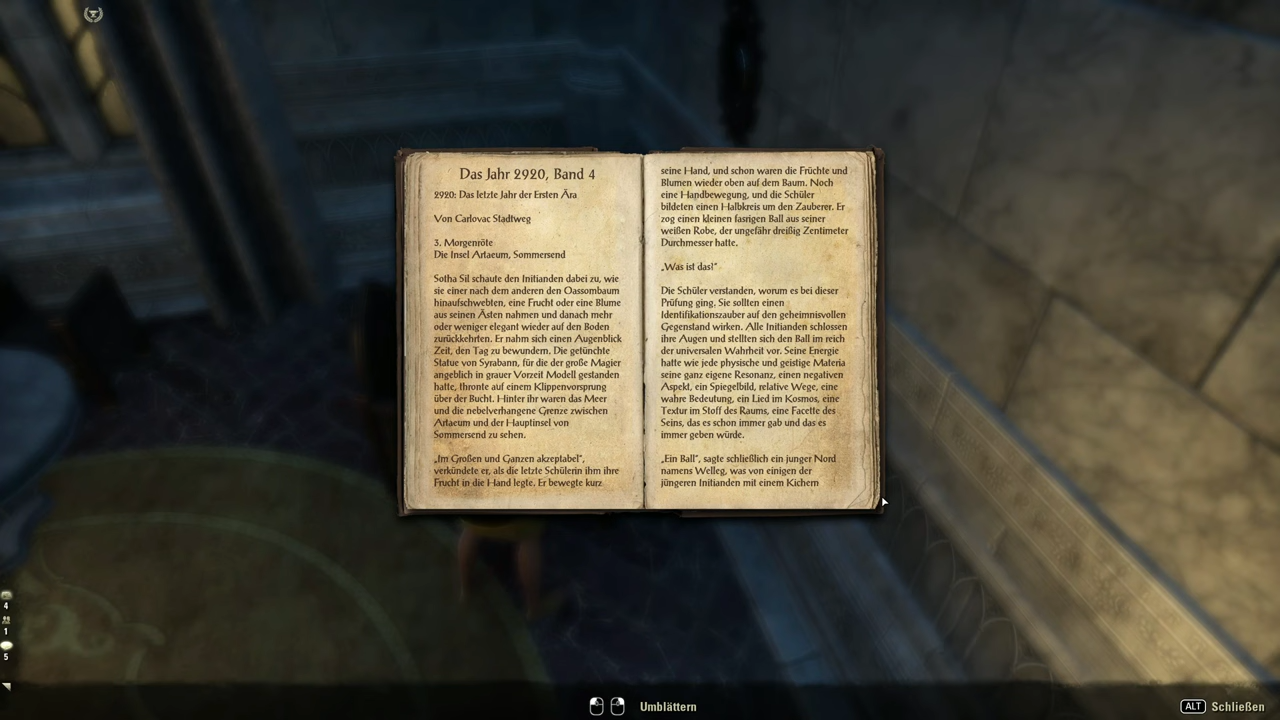 Das Jahr 2920, Band 4
2920: Das letzte Jahr der Ersten Ära
Von Carlovac Stadtweg
3. Morgenröte
Die Insel Artaeum, Sommersend
Sotha Sil schaute den Initianden dabei zu, wie
sie einer nach dem anderen den Oassombaum
hinaufschwebten, eine Frucht oder eine Blume
aus seinen Ästen nahmen und danach mehr
oder weniger elegant wieder auf den Boden
zurückkehrten. Er nahm sich einen Augenblick
Zeit, den Tag zu bewundern. Die getünchte
Statue von Syrabann, für die der große Magier
angeblich in grauer Vorzeit Modell gestanden
hatte, thronte auf einem Klippenvorsprung
über der Bucht. Hinter ihr waren das Meer
und die nebelverhangene Grenze zwischen
Artaeum und der Hauptinsel von
Sommersend zu sehen.
„Im Großen und Ganzen akzeptabel“,
verkündete er, als die letzte Schülerin ihm ihre
Frucht in die Hand legte. Er bewegte kurz
seine Hand, und schon waren die Früchte und
Blumen wieder oben auf dem Baum. Noch
eine Handbewegung, und die Schüler
bildeten einen Halbkreis um den Zauberer. Er
zog einen kleinen fasrigen Ball aus seiner
weißen Robe, der ungefähr dreißig Zentimeter
Durchmesser hatte.
„Was ist das?“
Die Schüler verstanden, worum es bei dieser
Prüfung ging. Sie sollten einen
Identifikationszauber auf den geheimnisvollen
Gegenstand wirken. Alle Initianden schlossen
ihre Augen und stellten sich den Ball im reich
der universalen Wahrheit vor. Seine Energie
hatte wie jede physische und geistige Materia
seine ganz eigene Resonanz, einen negativen
Aspekt, ein Spiegelbild, relative Wege, eine
wahre Bedeutung, ein Lied im Kosmos, eine
Textur im Stoff des Raums, eine Facette des
Seins, das es schon immer gab und das es
immer geben würde.
„Ein Ball“, sagte schließlich ein junger Nord
namens Welleg, was von einigen der
jüngeren Initianden mit einem Kichern
4
1
5
Umblättern
ALT Schließen